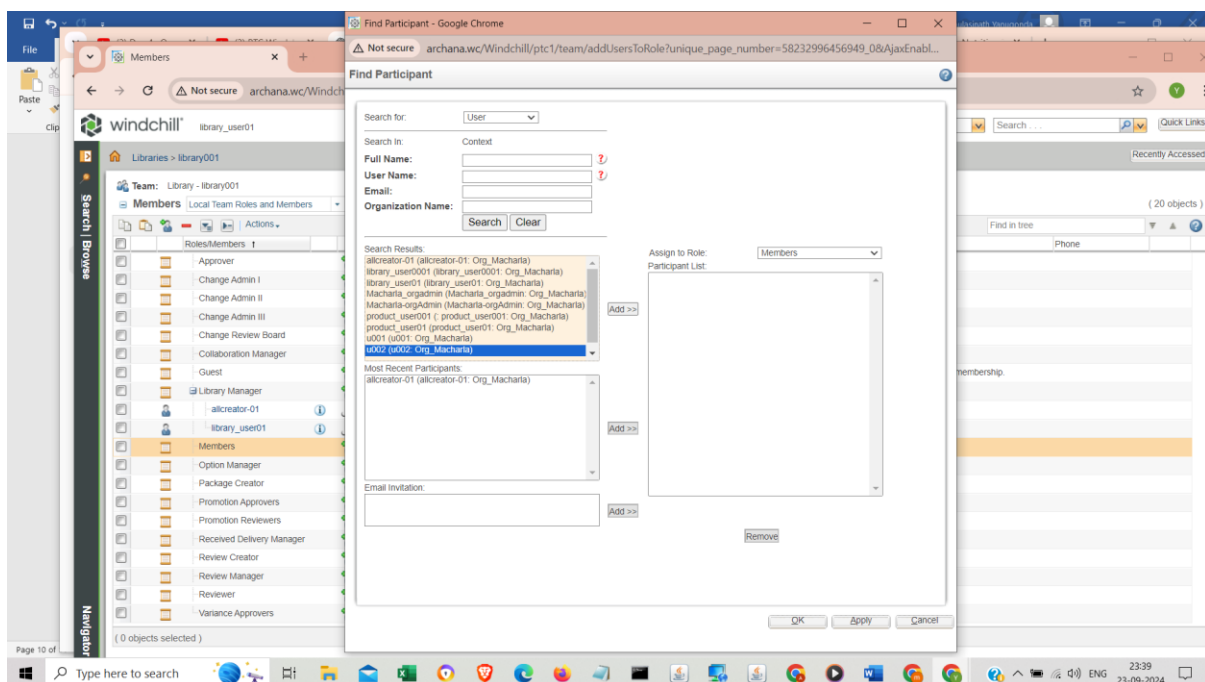 Find Participant - Google Chrome
File
Members
Not secure archana.wc/Windchill/ptc1/team/addUsersToRole?unique_page_number=58232996456949_0&AjaxEnabl...
Not secure archana.wc/Windch
Paste
Clip
Find Participant
windchill library_user01
Search . . .
Quick Links
Libraries > library001
Recently Accessed
Search | Browse
Navigator
Team: Library - library001
Members Local Team Roles and Members
( 20 objects )
Actions
Find in tree
Roles/Members
Phone
Approver
Change Admin I
Change Admin II
Change Admin III
Change Review Board
Collaboration Manager
Guest
membership.
Library Manager
allcreator-01
library_user01
Members
Option Manager
Package Creator
Promotion Approvers
Promotion Reviewers
Received Delivery Manager
Review Creator
Review Manager
Reviewer
Variance Approvers
( 0 objects selected )
Search for: User
Search In: Context
Full Name:
User Name:
Email:
Organization Name:
Search Clear
Search Results:
allcreator-01 (allcreator-01: Org_Macharla)
library_user0001 (library_user0001: Org_Macharla)
library_user01 (library_user01: Org_Macharla)
Macharla_orgadmin (Macharla_orgadmin: Org_Macharla)
Macharla-orgAdmin (Macharla-orgAdmin: Org_Macharla)
product_user001 (: product_user001: Org_Macharla)
product_user01 (product_user01: Org_Macharla)
u001 (u001: Org_Macharla)
u002 (u002: Org_Macharla)
Add >>
Assign to Role: Members
Participant List:
Most Recent Participants:
allcreator-01 (allcreator-01: Org_Macharla)
Add >>
Email Invitation:
Add >>
Remove
OK Apply Cancel
Page 10 of
Type here to search
ENG
23:39
23-09-2024